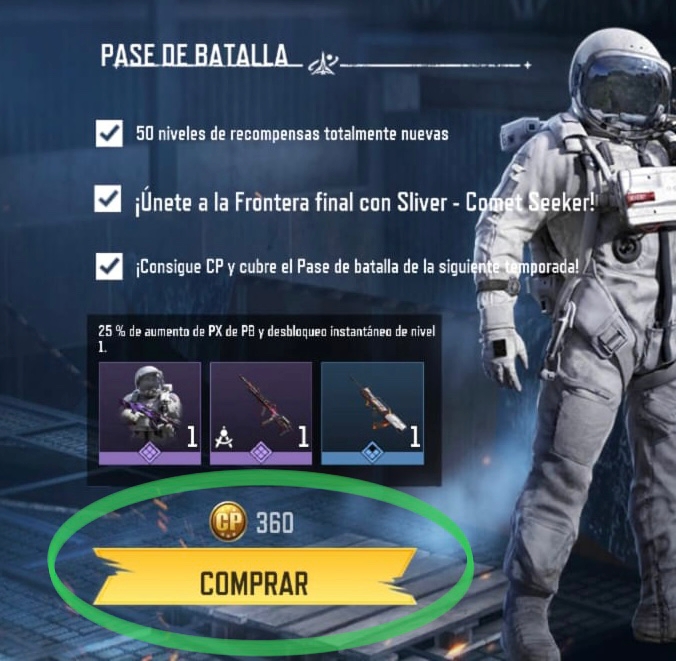 PASE DE BATALLA
50 niveles de recompensas totalmente nuevas
¡Únete a la Frontera final con Sliver - Comet Seeker!
¡Consigue CP y cubre el Pase de batalla de la siguiente temporada!
25 % de aumento de PX de PB y desbloqueo instantáneo de nivel
1.
1
1
1
CP 360
COMPRAR